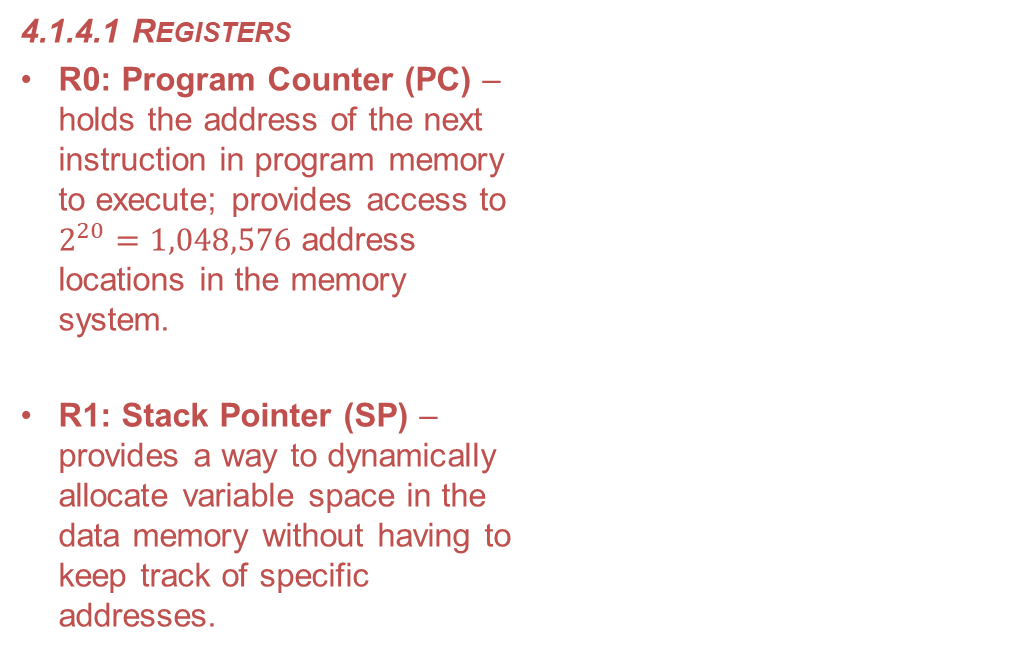 4.1.4.1 REGISTERS
• R0: Program Counter (PC) –
holds the address of the next
instruction in program memory
to execute; provides access to
2²⁰ = 1,048,576 address
locations in the memory
system.
• R1: Stack Pointer (SP) –
provides a way to dynamically
allocate variable space in the
data memory without having to
keep track of specific
addresses.